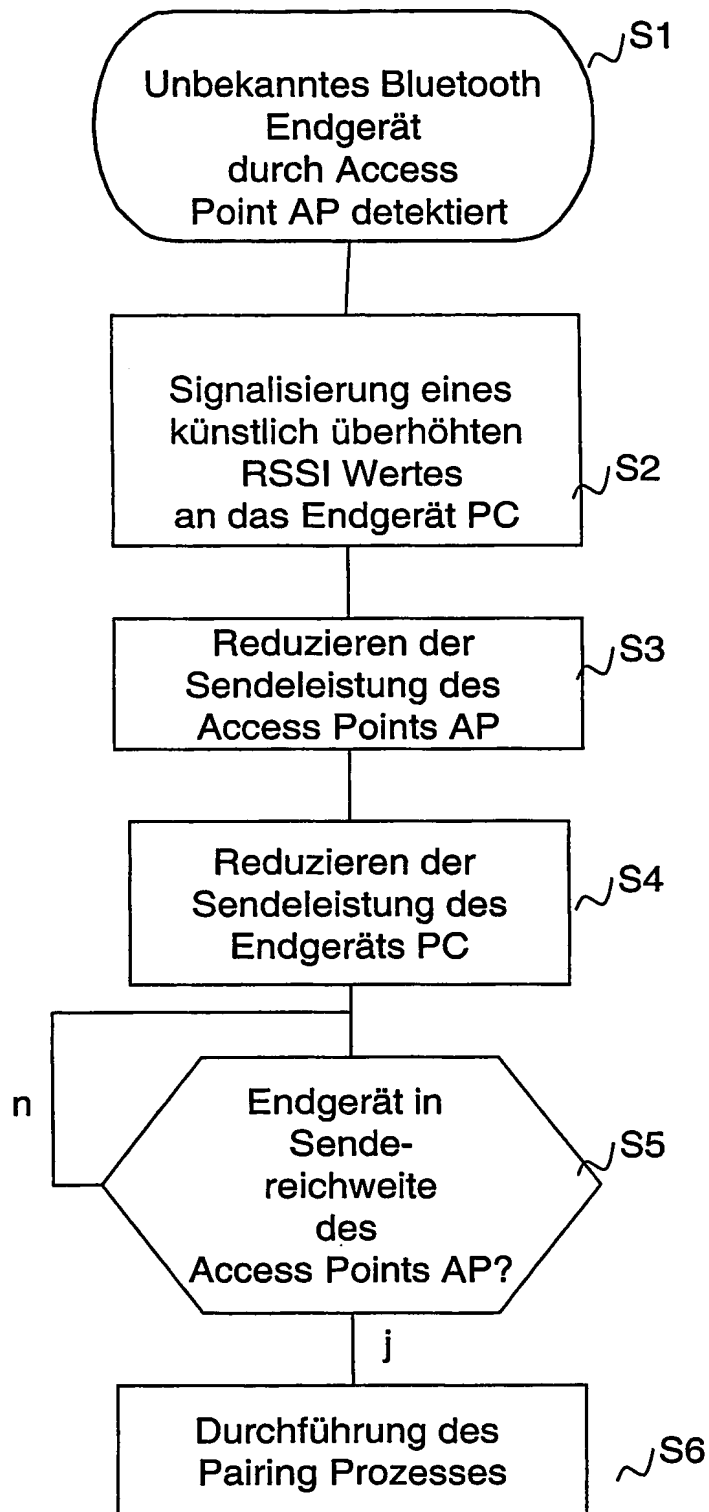 S1
Unbekanntes Bluetooth
Endgerät
durch Access
Point AP detektiert
Signalisierung eines
künstlich überhöhten
RSSI Wertes
an das Endgerät PC
S2
Reduzieren der
Sendeleistung des
Access Points AP
S3
Reduzieren der
Sendeleistung des
Endgeräts PC
S4
n
Endgerät in
Sende-
reichweite
des
Access Points AP?
S5
j
Durchführung des
Pairing Prozesses
S6